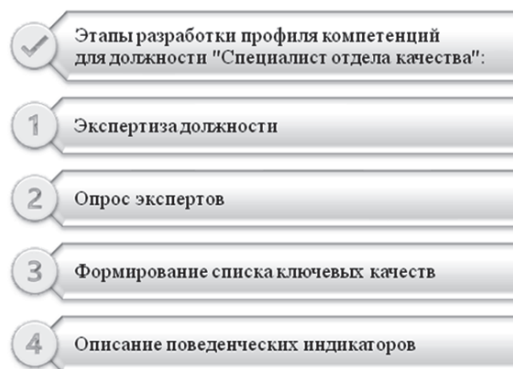 Этапы разработки профиля компетенций
для должности "Специалист отдела качества":
1 Экспертиза должности
2 Опрос экспертов
3 Формирование списка ключевых качеств
4 Описание поведенческих индикаторов